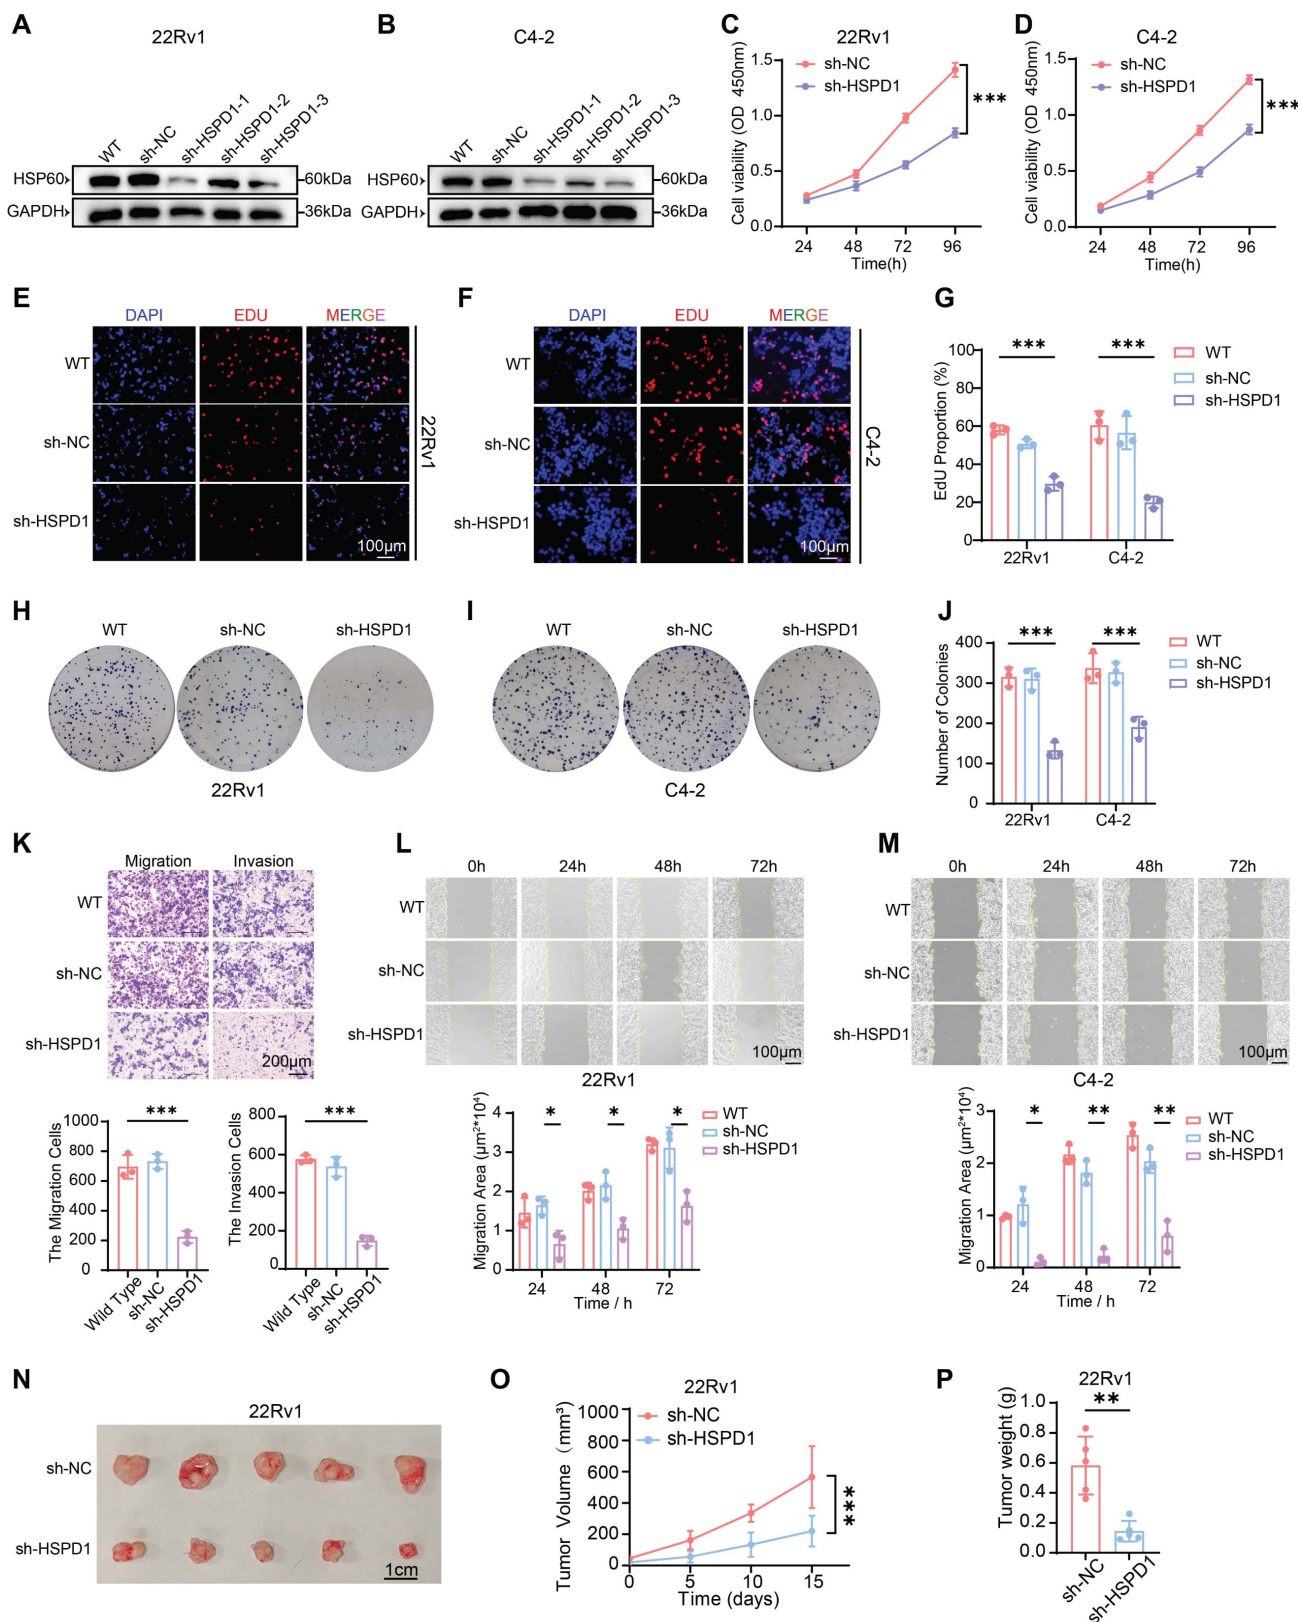 A
22Rv1
WT
sh-NC
sh-HSPD1-1
sh-HSPD1-2
sh-HSPD1-3
HSP60
60kDa
GAPDH
36kDa
B
C4-2
WT
sh-NC
sh-HSPD1-1
sh-HSPD1-2
sh-HSPD1-3
HSP60
60kDa
GAPDH
36kDa
C
22Rv1
sh-NC
sh-HSPD1
Cell viability (OD 450nm)
1.5
1.0
0.5
0.0
***
24 48 72 96
Time(h)
D
C4-2
sh-NC
sh-HSPD1
Cell viability (OD 450nm)
1.5
1.0
0.5
0.0
***
24 48 72 96
Time(h)
E
DAPI EDU MERGE
WT
sh-NC
sh-HSPD1
22Rv1
100μm
F
DAPI EDU MERGE
WT
sh-NC
sh-HSPD1
C4-2
100μm
G
EdU Proportion (%)
100
80
60
40
20
0
*** ***
22Rv1 C4-2
WT
sh-NC
sh-HSPD1
H
WT sh-NC sh-HSPD1
22Rv1
I
WT sh-NC sh-HSPD1
C4-2
J
Number of Colonies
400
300
200
100
0
*** ***
22Rv1 C4-2
WT
sh-NC
sh-HSPD1
K
Migration Invasion
WT
sh-NC
sh-HSPD1
200μm
The Migration Cells
1000
800
600
400
200
0
***
Wild Type
sh-NC
sh-HSPD1
The Invasion Cells
800
600
400
200
0
***
Wild Type
sh-NC
sh-HSPD1
L
0h 24h 48h 72h
WT
sh-NC
sh-HSPD1
100μm
22Rv1
Migration Area (μm²*10⁴)
4
3
2
1
0
* * *
24 48 72
Time / h
WT
sh-NC
sh-HSPD1
M
0h 24h 48h 72h
WT
sh-NC
sh-HSPD1
100μm
C4-2
Migration Area (μm²*10⁴)
3
2
1
0
* ** **
24 48 72
Time / h
WT
sh-NC
sh-HSPD1
N
22Rv1
sh-NC
sh-HSPD1
1cm
O
22Rv1
sh-NC
sh-HSPD1
Tumor Volume (mm³)
1000
800
600
400
200
0
***
0 5 10 15
Time (days)
P
22Rv1
Tumor weight (g)
1.0
0.8
0.6
0.4
0.2
0.0
**
sh-NC
sh-HSPD1